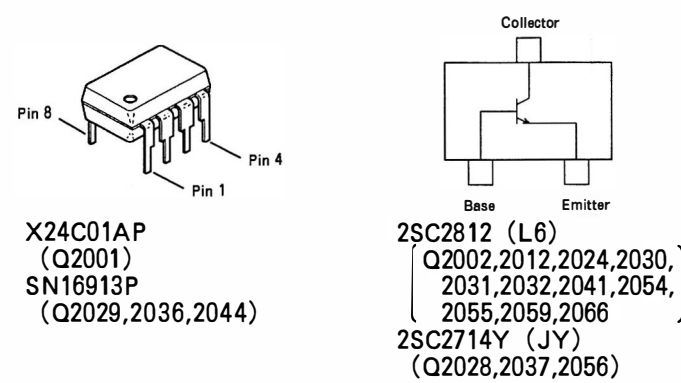 Pin 8
Pin 4
Pin 1
X24C01AP
(Q2001)
SN16913P
(Q2029,2036,2044)
Collector
Base Emitter
2SC2812 (L6)
(Q2002,2012,2024,2030,
2031,2032,2041,2054,
2055,2059,2066)
2SC2714Y (JY)
(Q2028,2037,2056)